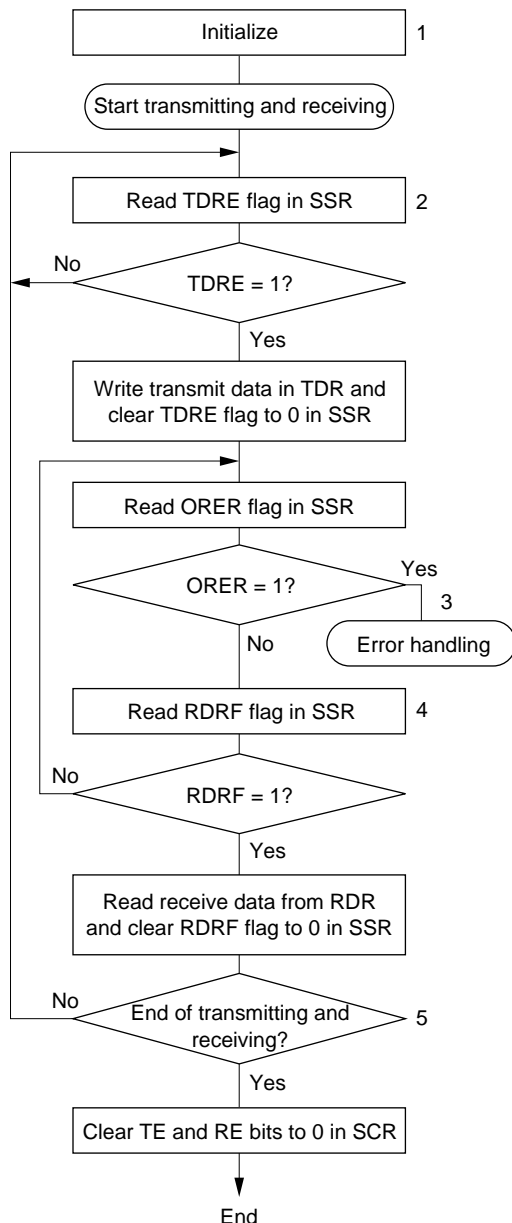 Initialize
1
Start transmitting and receiving
Read TDRE flag in SSR
2
No
TDRE = 1?
Yes
Write transmit data in TDR and
clear TDRE flag to 0 in SSR
Read ORER flag in SSR
Yes
ORER = 1?
3
Error handling
No
Read RDRF flag in SSR
4
No
RDRF = 1?
Yes
Read receive data from RDR
and clear RDRF flag to 0 in SSR
No
End of transmitting and
receiving?
5
Yes
Clear TE and RE bits to 0 in SCR
End